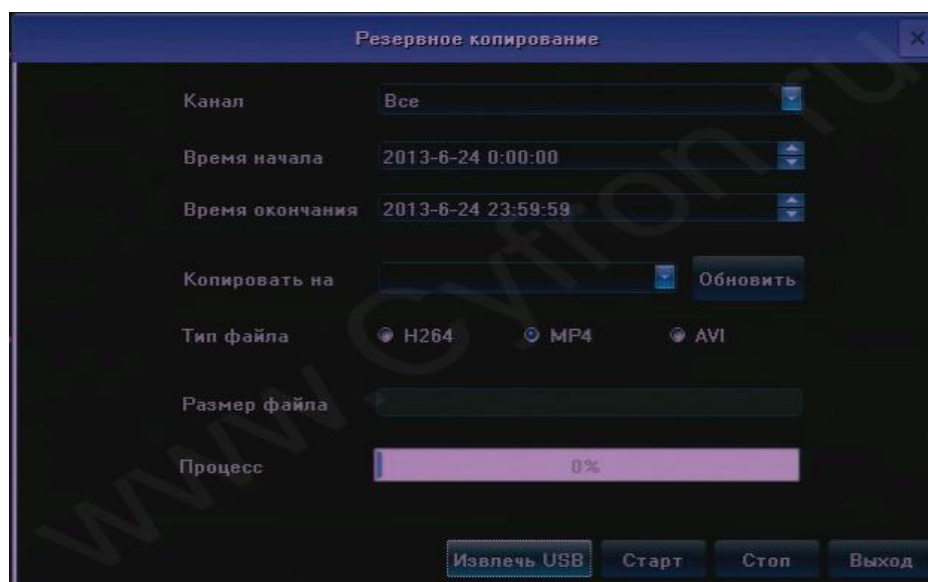 Резервное копирование
Канал Все
Время начала 2013-6-24 0:00:00
Время окончания 2013-6-24 23:59:59
Копировать на Обновить
Тип файла H264 MP4 AVI
Размер файла
Процесс 0%
Извлечь USB Старт Стоп Выход
www.Cyfron.ru